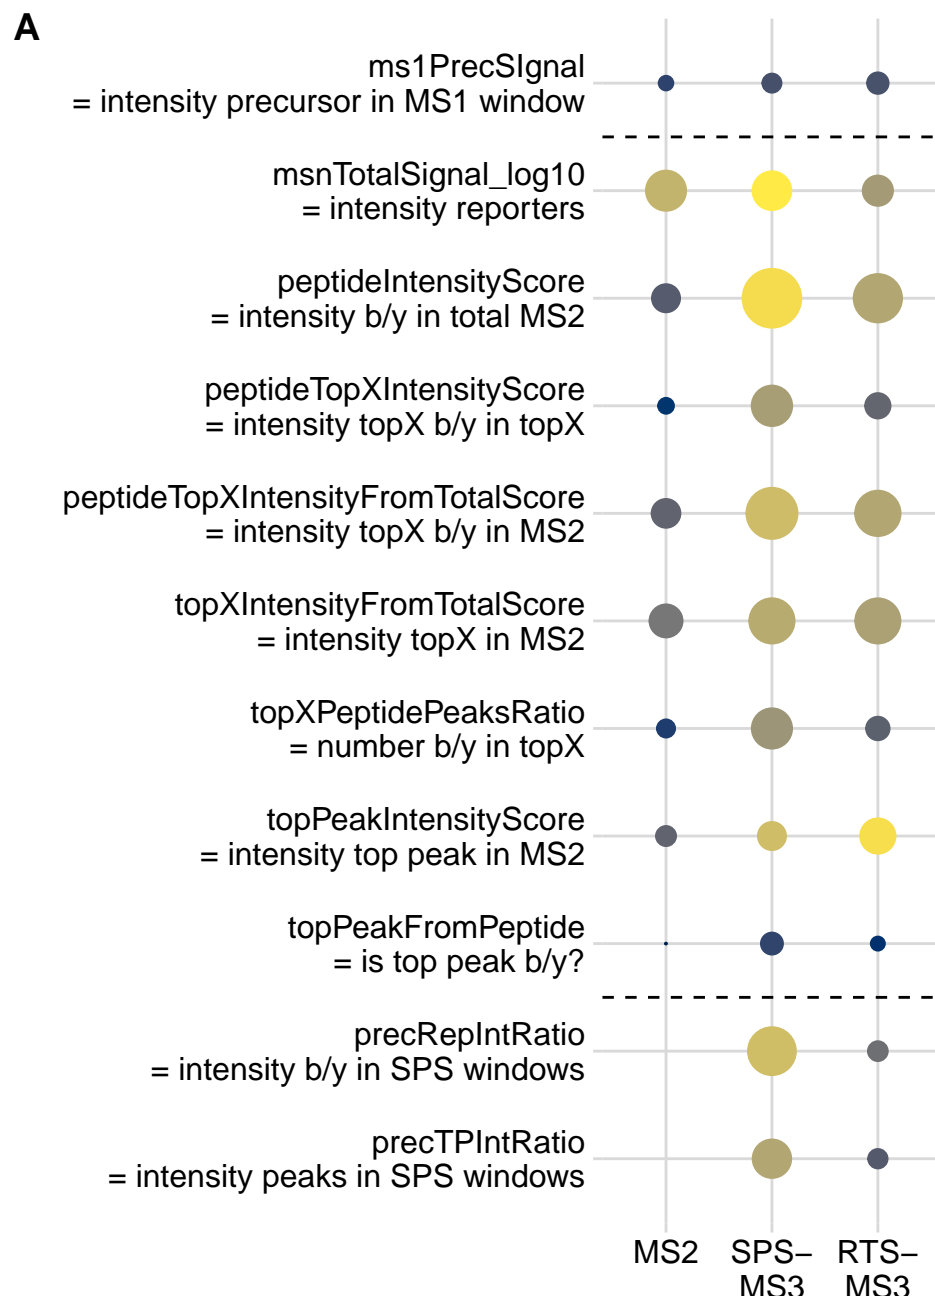 A
ms1PrecSIgnal
= intensity precursor in MS1 window
msnTotalSignal_log10
= intensity reporters
peptideIntensityScore
= intensity b/y in total MS2
peptideTopXIntensityScore
= intensity topX b/y in topX
peptideTopXIntensityFromTotalScore
= intensity topX b/y in MS2
topXIntensityFromTotalScore
= intensity topX in MS2
topXPeptidePeaksRatio
= number b/y in topX
topPeakIntensityScore
= intensity top peak in MS2
topPeakFromPeptide
= is top peak b/y?
precRepIntRatio
= intensity b/y in SPS windows
precTPIntRatio
= intensity peaks in SPS windows
MS2 SPS− RTS−
MS3 MS3